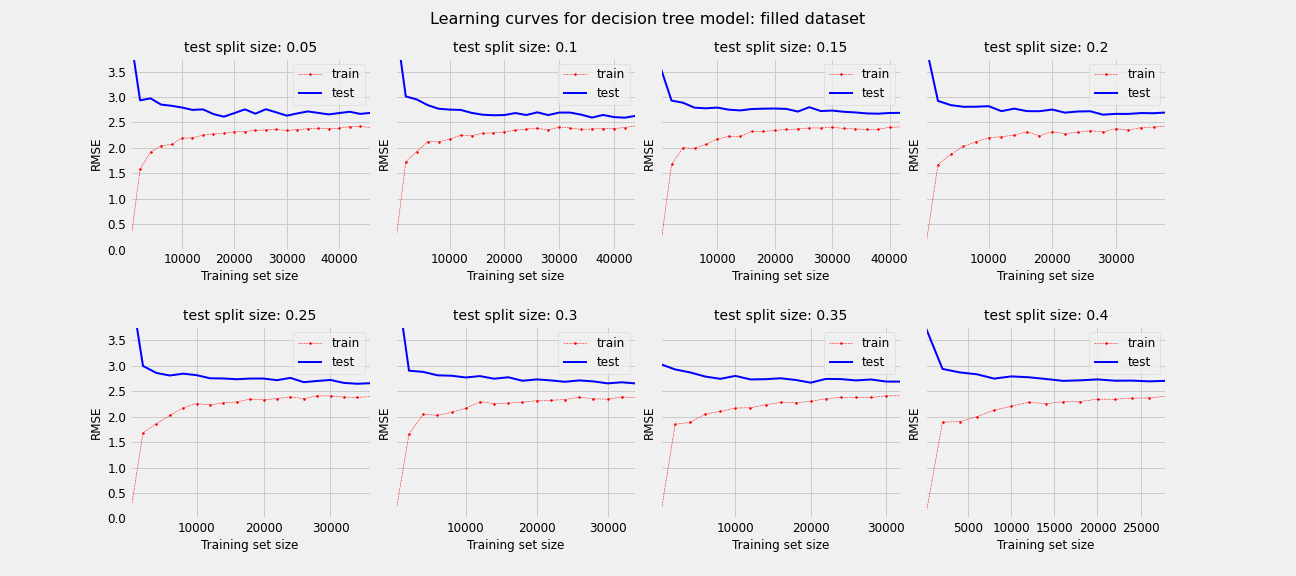 Learning curves for decision tree model: filled dataset
test split size: 0.05
3.5
3.0
2.5
2.0
1.5
1.0
0.5
0.0
RMSE
10000 20000 30000 40000
Training set size
train
test
test split size: 0.1
RMSE
10000 20000 30000 40000
Training set size
train
test
test split size: 0.15
RMSE
10000 20000 30000 40000
Training set size
train
test
test split size: 0.2
RMSE
10000 20000 30000
Training set size
train
test
test split size: 0.25
3.5
3.0
2.5
2.0
1.5
1.0
0.5
0.0
RMSE
10000 20000 30000
Training set size
train
test
test split size: 0.3
RMSE
10000 20000 30000
Training set size
train
test
test split size: 0.35
RMSE
10000 20000 30000
Training set size
train
test
test split size: 0.4
RMSE
5000 10000 15000 20000 25000
Training set size
train
test